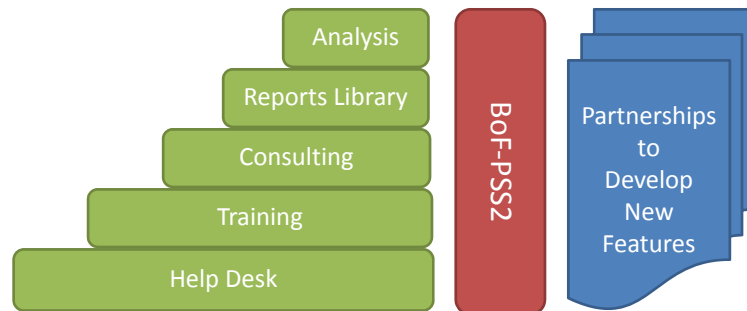 Analysis
Reports Library
Consulting
Training
Help Desk
BoF-PSS2
Partnerships
to
Develop
New
Features